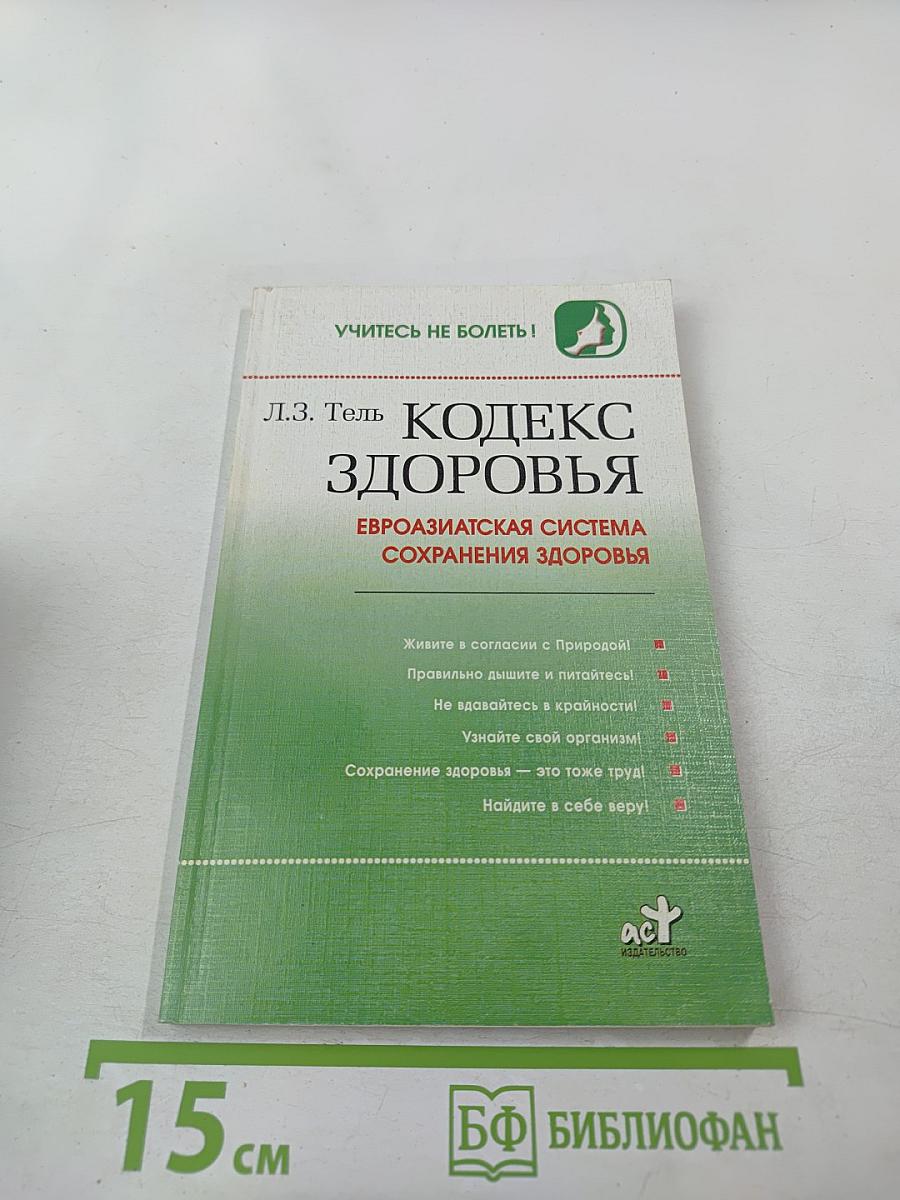 УЧИТЕСЬ НЕ БОЛЕТЬ!
Л.З. Тель КОДЕКС
ЗДОРОВЬЯ
ЕВРОАЗИАТСКАЯ СИСТЕМА
СОХРАНЕНИЯ ЗДОРОВЬЯ
Живите в согласии с Природой!
Правильно дышите и питайтесь!
Не вдавайтесь в крайности!
Узнайте свой организм!
Сохранение здоровья — это тоже труд!
Найдите в себе веру!
аст
ИЗДАТЕЛЬСТВО
15 см
БФ БИБЛИОФАН